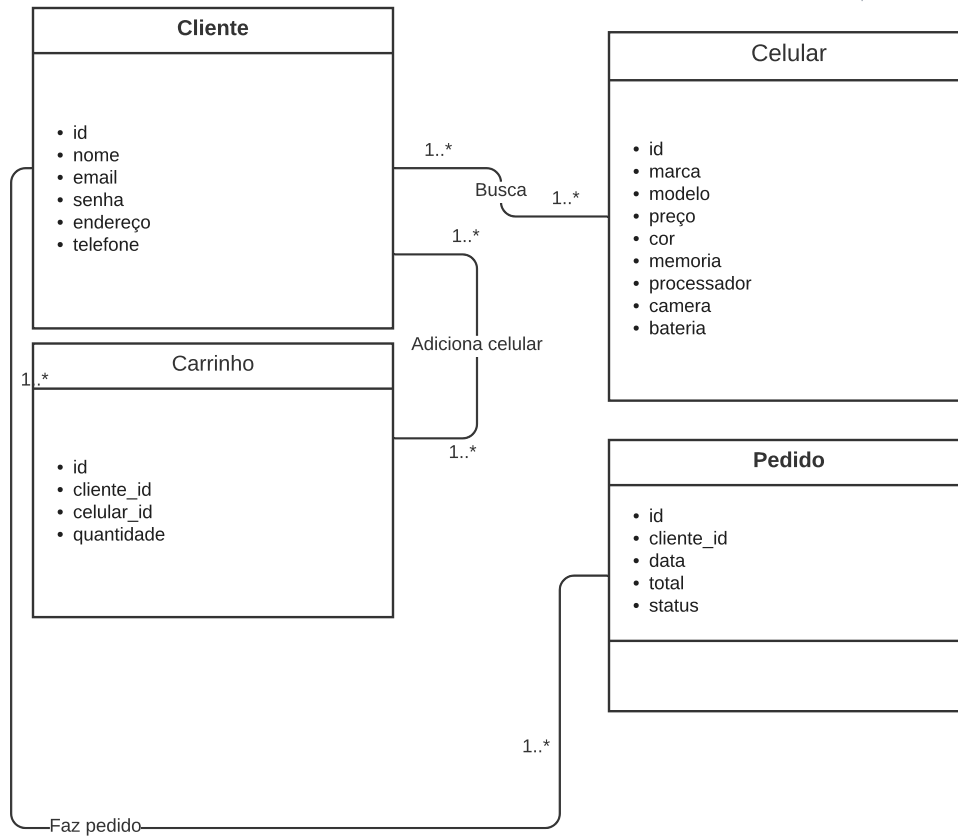 Cliente
• id
• nome
• email
• senha
• endereço
• telefone
Celular
• id
• marca
• modelo
• preço
• cor
• memoria
• processador
• camera
• bateria
1..*
Busca
1..*
1..*
Adiciona celular
1..*
Carrinho
1..*
• id
• cliente_id
• celular_id
• quantidade
Pedido
• id
• cliente_id
• data
• total
• status
1..*
Faz pedido